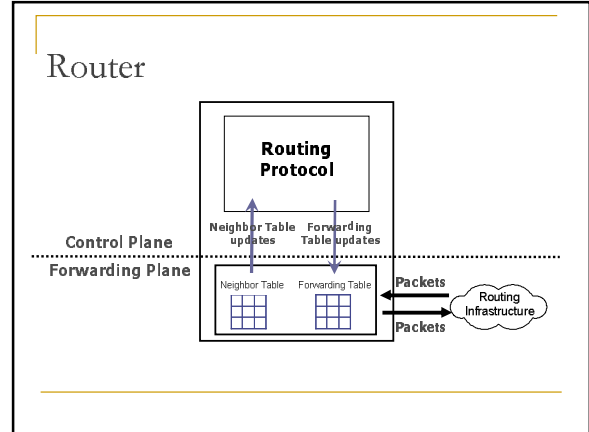 Router
Routing
Protocol
Neighbor Table
updates
Forwarding
Table updates
Control Plane
Forwarding Plane
Neighbor Table
Forwarding Table
Packets
Packets
Routing
Infrastructure